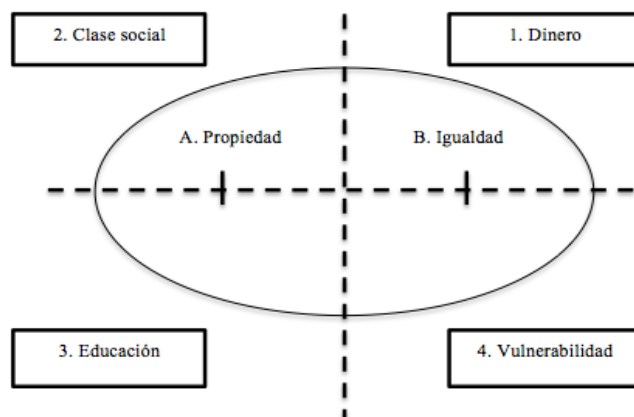 2. Clase social
1. Dinero
A. Propiedad
B. Igualdad
3. Educación
4. Vulnerabilidad